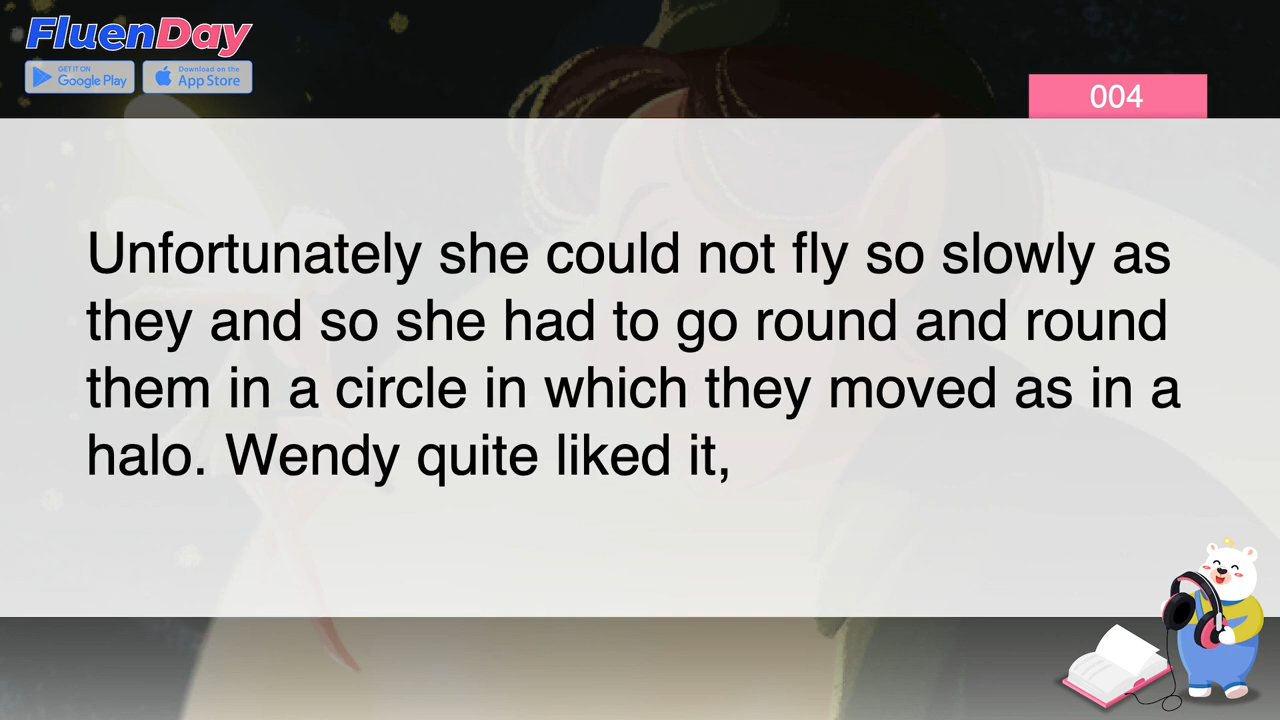 FluenDay
GET IT ON
Google Play
Download on the
App Store
004
Unfortunately she could not fly so slowly as
they and so she had to go round and round
them in a circle in which they moved as in a
halo. Wendy quite liked it,